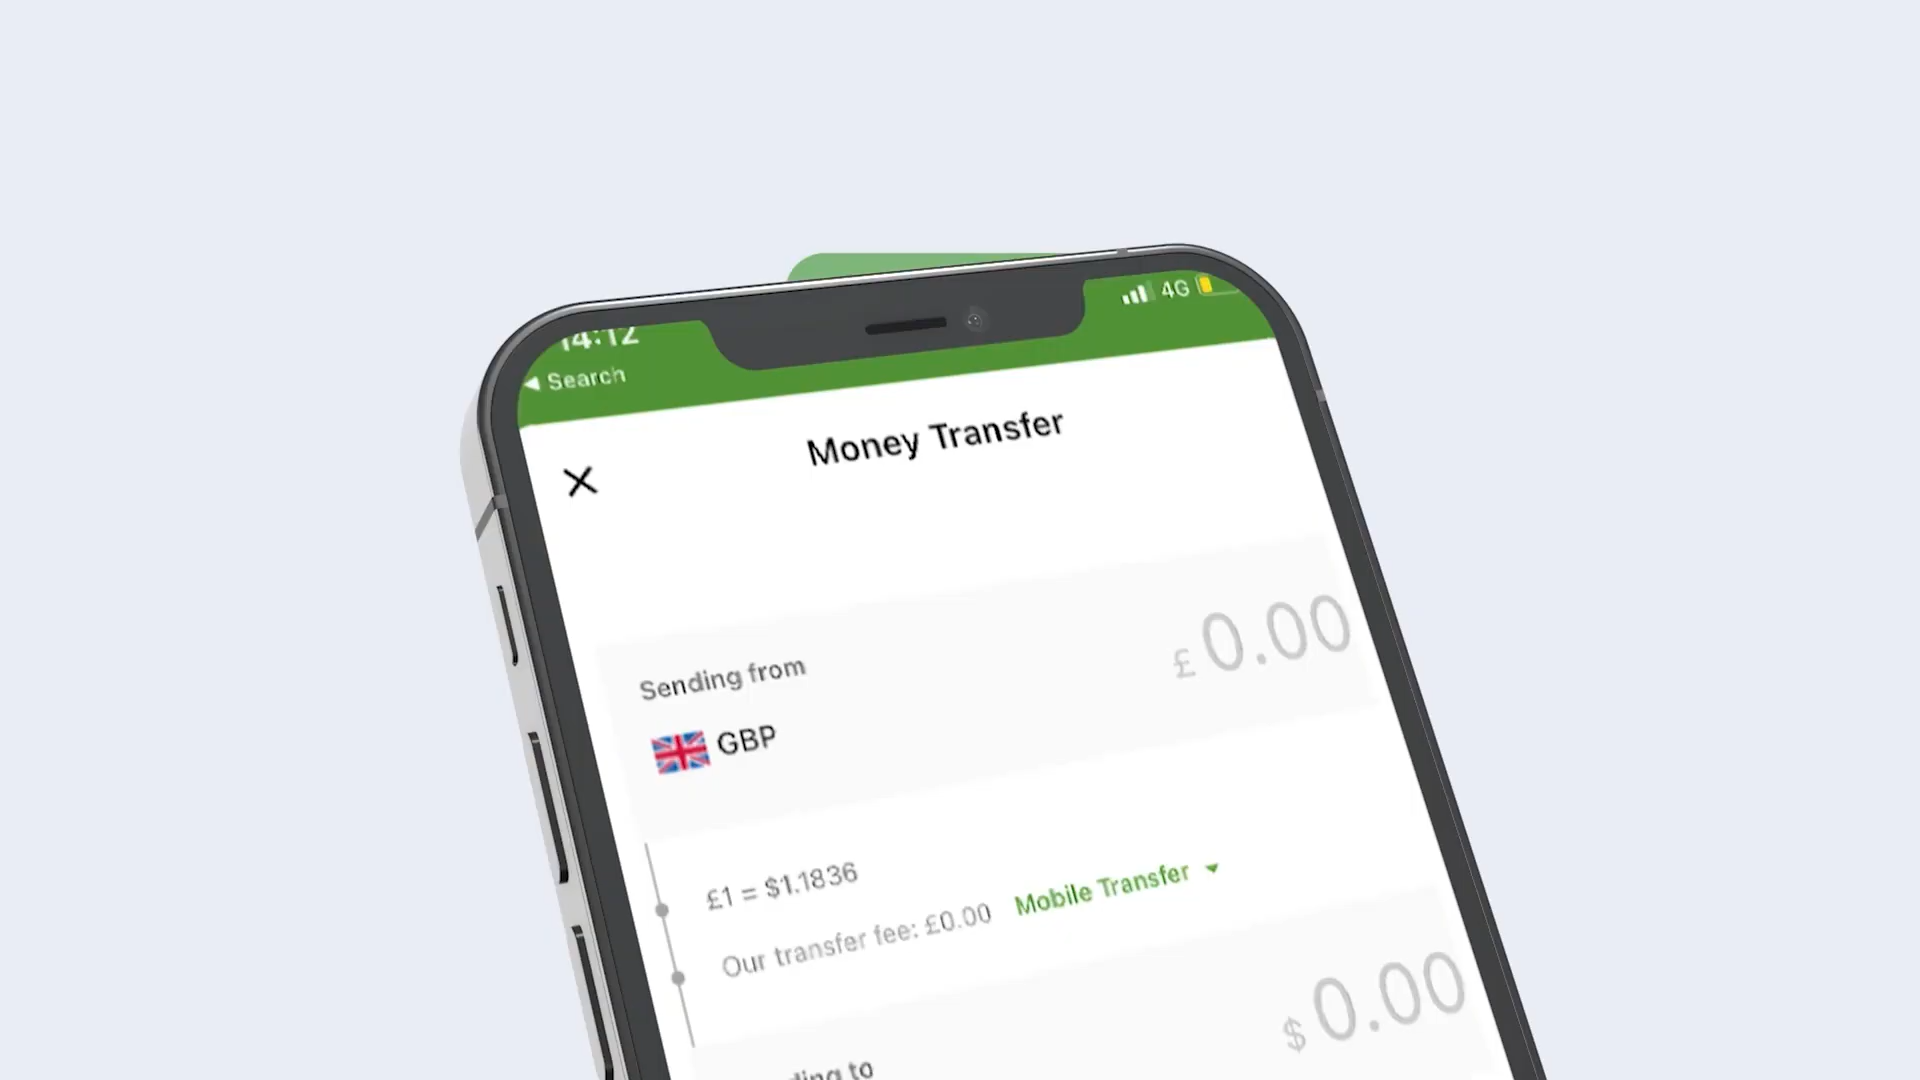 14:12
4G
Search
Money Transfer
Sending from
£0.00
GBP
£1 = $1.1836
Our transfer fee: £0.00 Mobile Transfer
$0.00
to